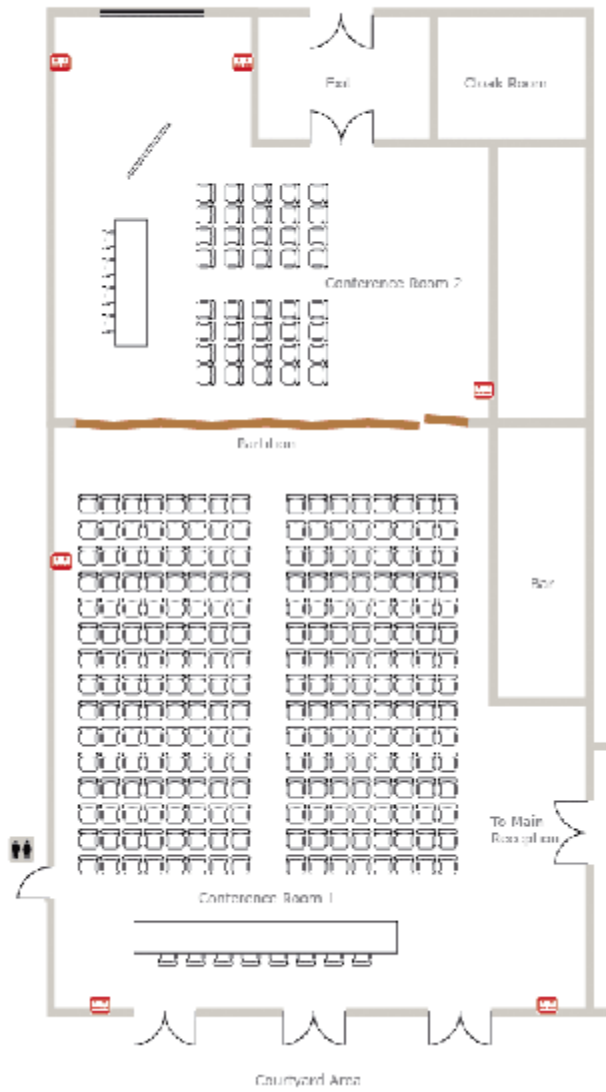 Exit
Cloak Room
Conference Room 2
Partition
Bar
To Main
Reception
Conference Room 1
Courtyard Area